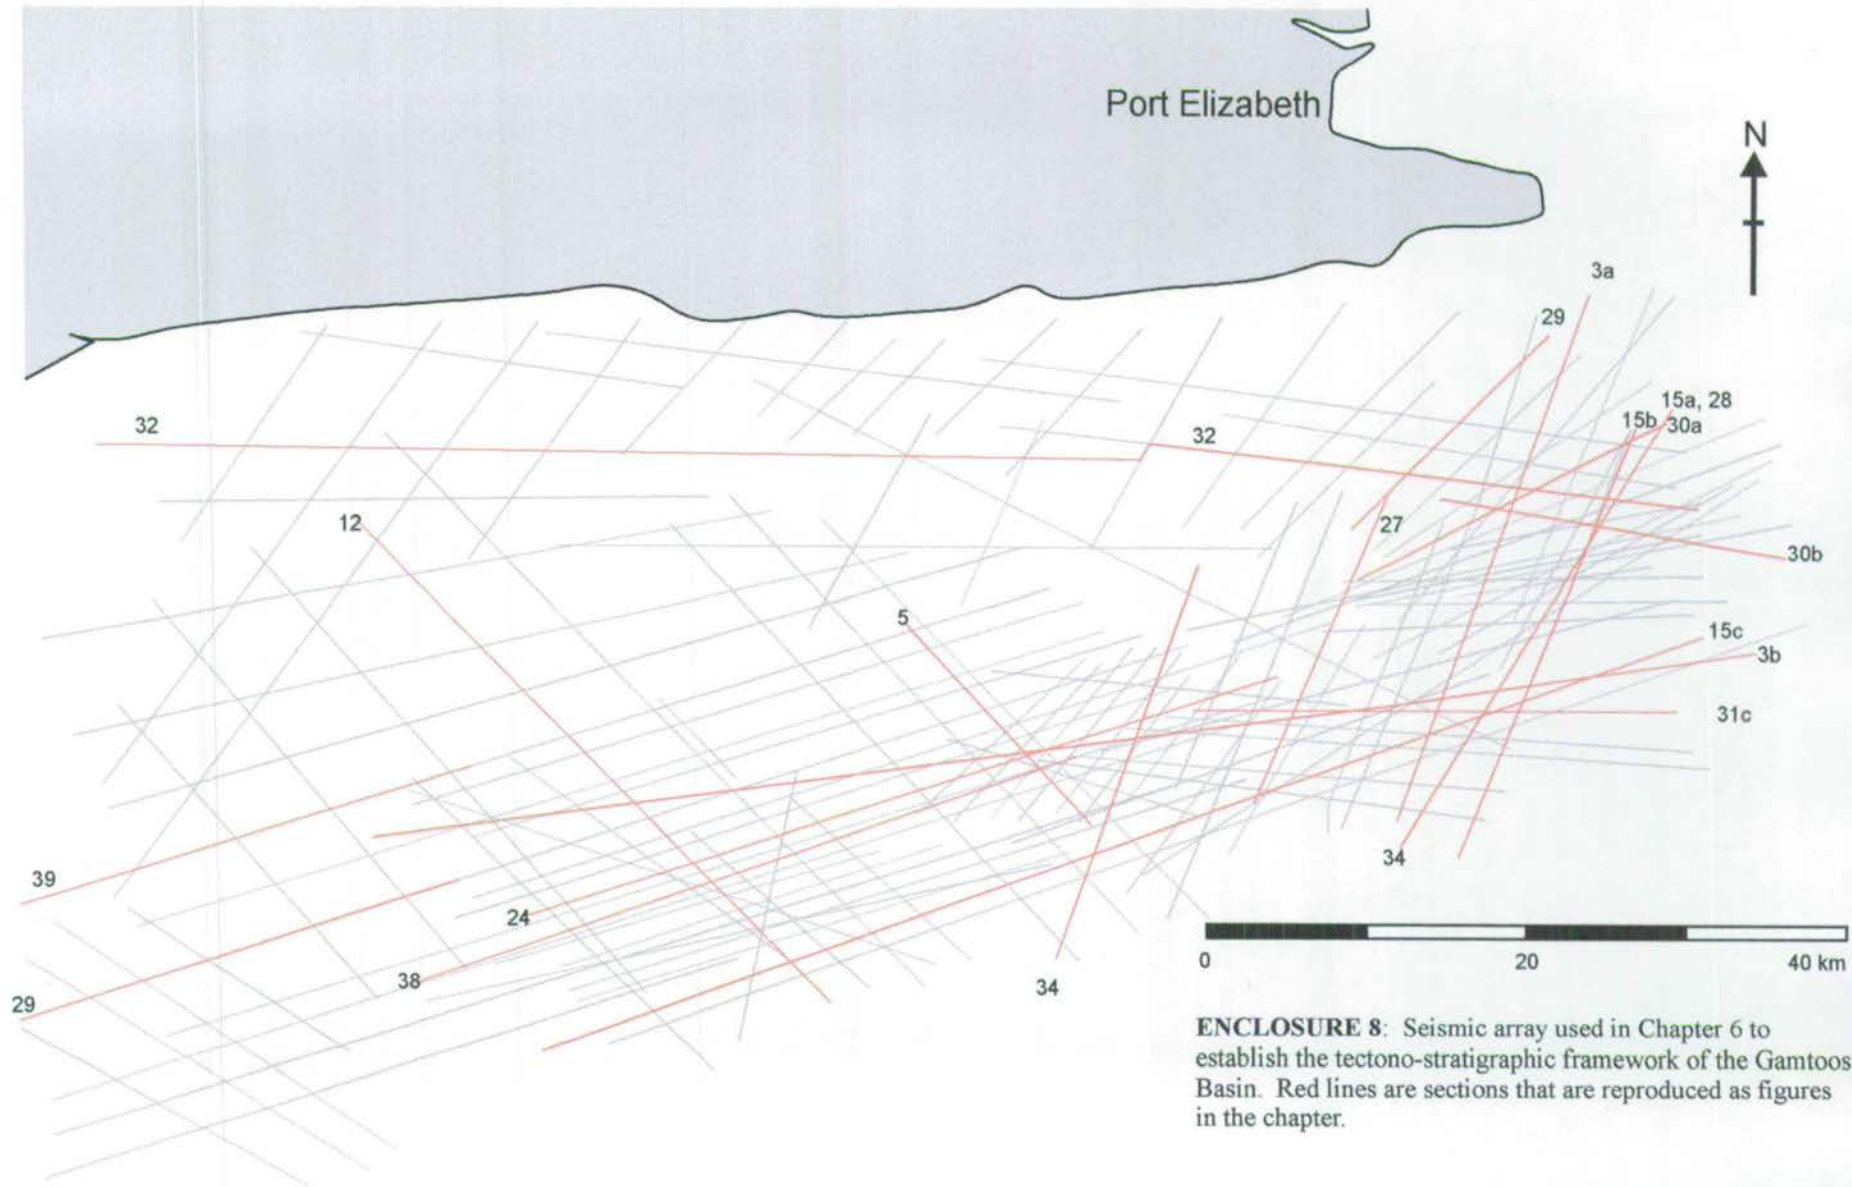 Port Elizabeth
N
3a
29
15a, 28
15b 30a
32
32
12
27
30b
5
15c
3b
31c
34
39
24
38
34
29
0 20 40 km
ENCLOSURE 8: Seismic array used in Chapter 6 to
establish the tectono-stratigraphic framework of the Gamtoos
Basin. Red lines are sections that are reproduced as figures
in the chapter.